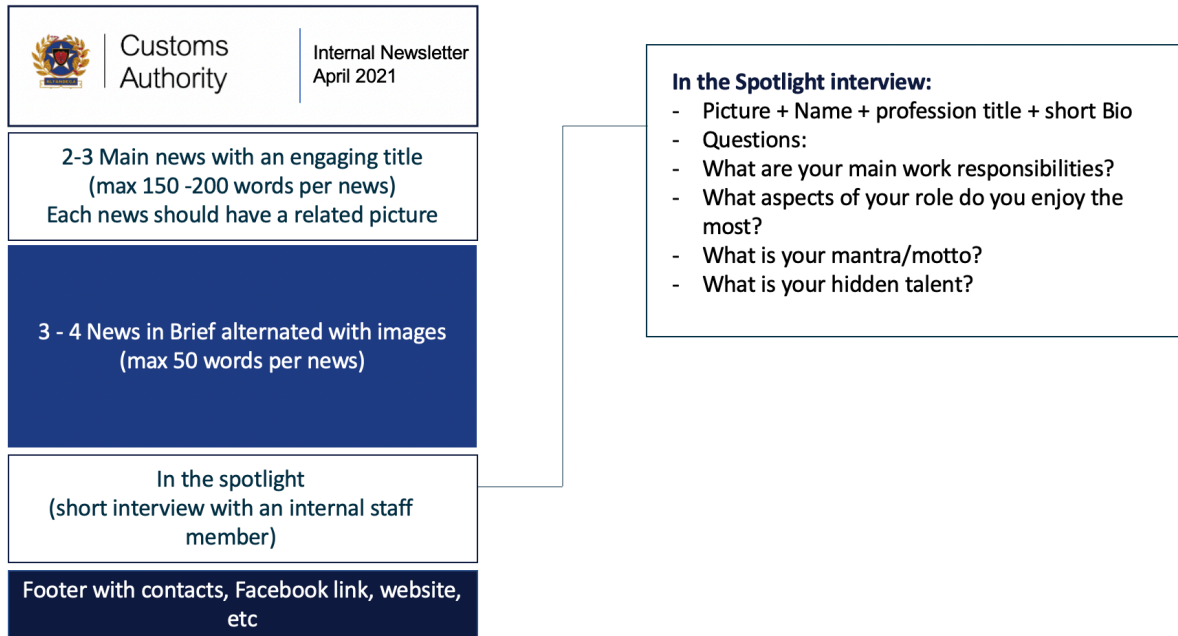 Customs
Authority
Internal Newsletter
April 2021
2-3 Main news with an engaging title
(max 150 -200 words per news)
Each news should have a related picture
3 - 4 News in Brief alternated with images
(max 50 words per news)
In the spotlight
(short interview with an internal staff
member)
Footer with contacts, Facebook link, website,
etc
In the Spotlight interview:
- Picture + Name + profession title + short Bio
- Questions:
- What are your main work responsibilities?
- What aspects of your role do you enjoy the
most?
- What is your mantra/motto?
- What is your hidden talent?